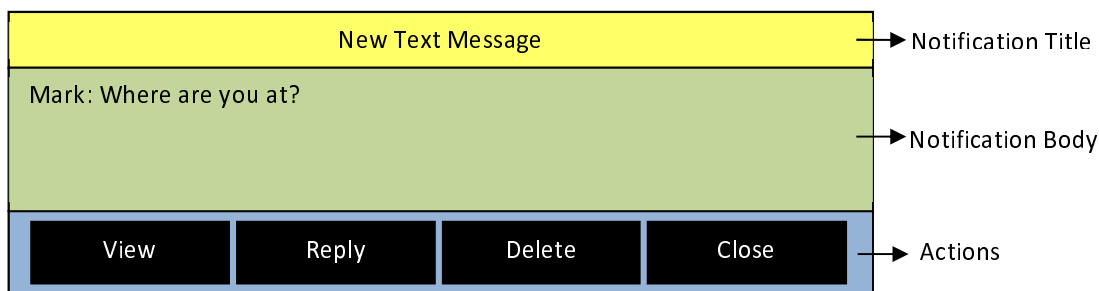 New Text Message
Notification Title
Mark: Where are you at?
Notification Body
View Reply Delete Close
Actions